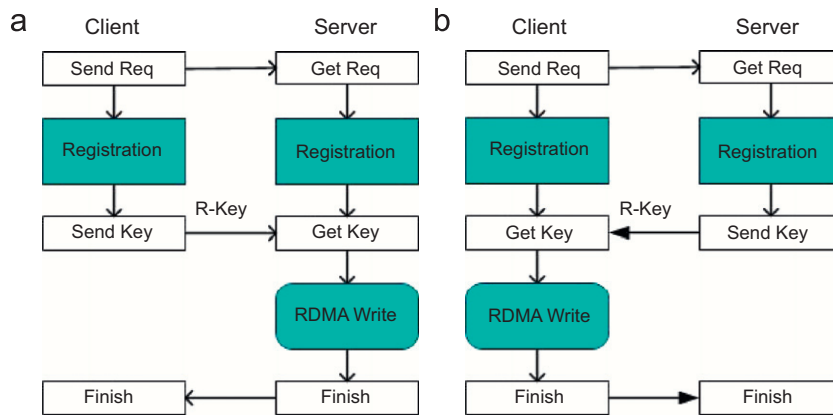 a
Client
Server
Send Req
Get Req
Registration
Registration
R-Key
Send Key
Get Key
RDMA Write
Finish
Finish
b
Client
Server
Send Req
Get Req
Registration
Registration
R-Key
Get Key
Send Key
RDMA Write
Finish
Finish